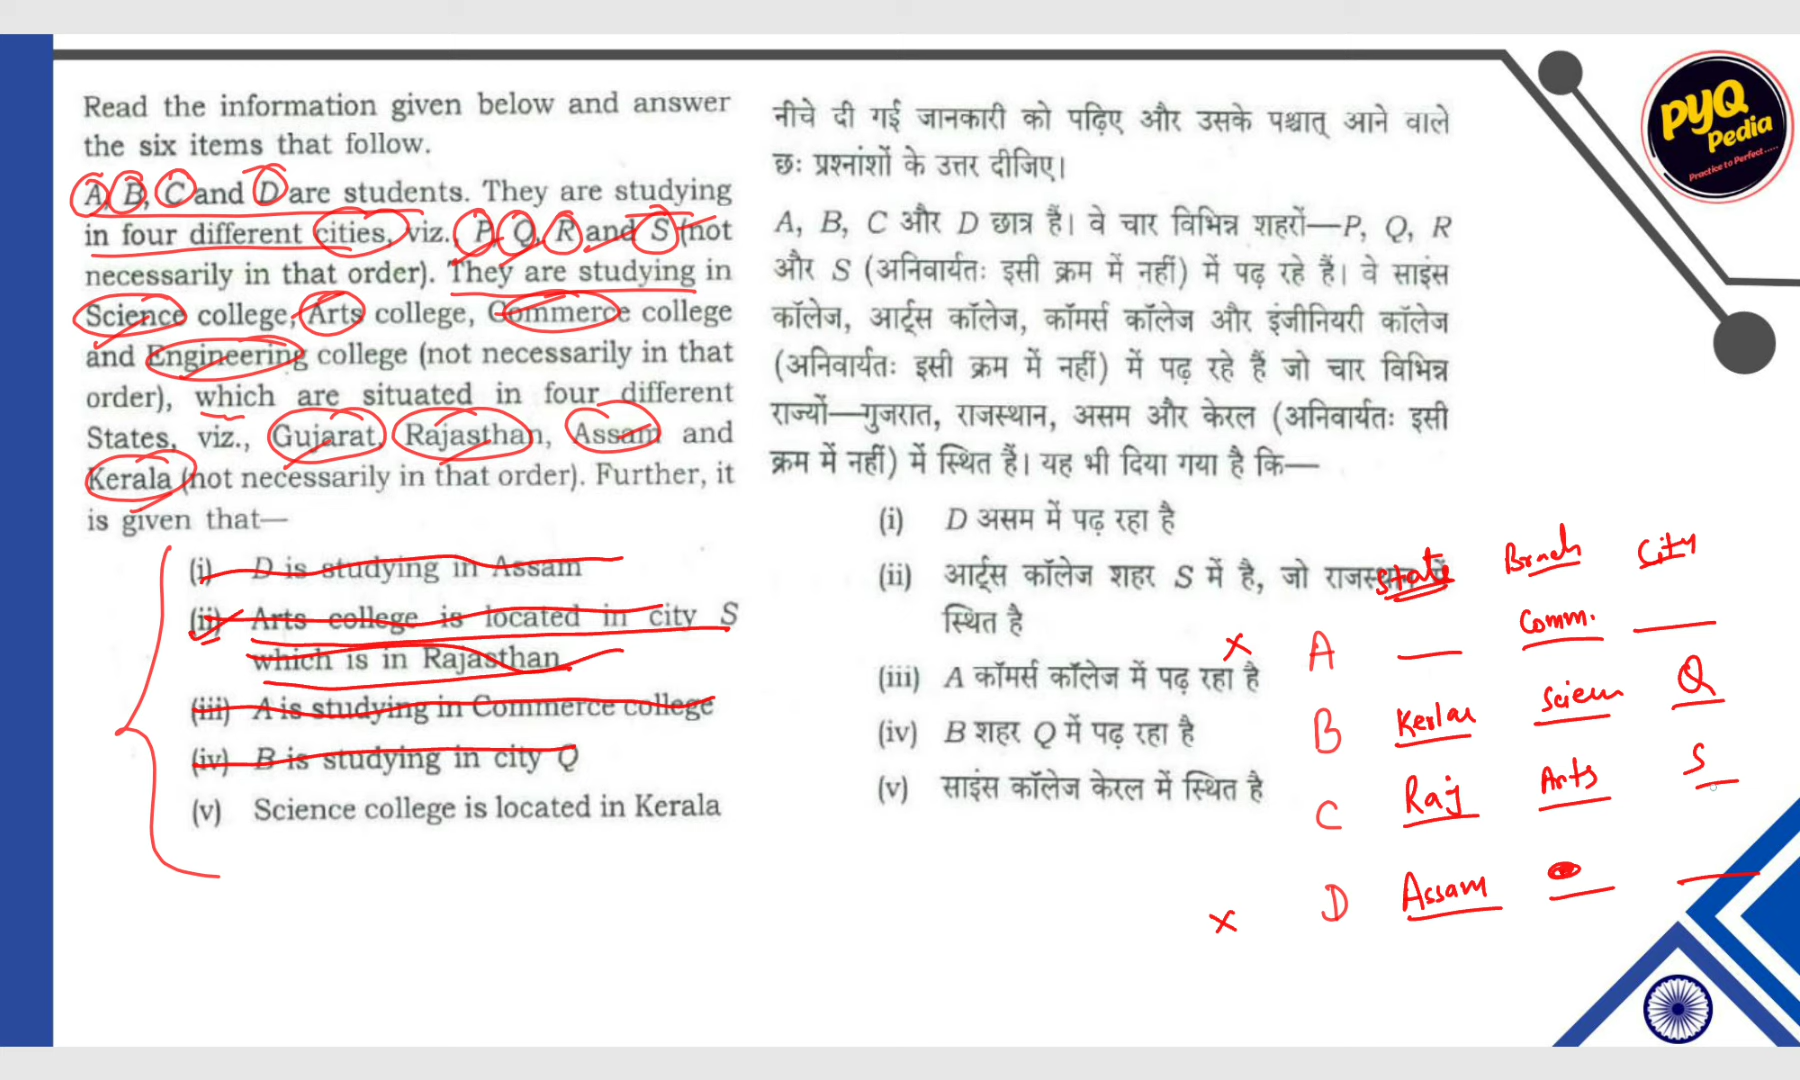 Read the information given below and answer
the six items that follow.
A, B, C and D are students. They are studying
in four different cities, viz., P, Q, R and S (not
necessarily in that order). They are studying in
Science college, Arts college, Commerce college
and Engineering college (not necessarily in that
order), which are situated in four different
States, viz., Gujarat, Rajasthan, Assam and
Kerala (not necessarily in that order). Further, it
is given that—
(i) D is studying in Assam
(ii) Arts college is located in city S
which is in Rajasthan
(iii) A is studying in Commerce college
(iv) B is studying in city Q
(v) Science college is located in Kerala
नीचे दी गई जानकारी को पढ़िए और उसके पश्चात् आने वाले
छः प्रश्नांशों के उत्तर दीजिए।
A, B, C और D छात्र हैं। वे चार विभिन्न शहरों—P, Q, R
और S (अनिवार्यतः इसी क्रम में नहीं) में पढ़ रहे हैं। वे साइंस
कॉलेज, आर्ट्स कॉलेज, कॉमर्स कॉलेज और इंजीनियरी कॉलेज
(अनिवार्यतः इसी क्रम में नहीं) में पढ़ रहे हैं जो चार विभिन्न
राज्यों—गुजरात, राजस्थान, असम और केरल (अनिवार्यतः इसी
क्रम में नहीं) में स्थित हैं। यह भी दिया गया है कि—
(i) D असम में पढ़ रहा है
(ii) आर्ट्स कॉलेज शहर S में है, जो राजस्थान में
स्थित है
(iii) A कॉमर्स कॉलेज में पढ़ रहा है
(iv) B शहर Q में पढ़ रहा है
(v) साइंस कॉलेज केरल में स्थित है
State Brnch City
A Comm.
B Kerlaa Scien Q
C Raj Arts S
D Assam
PYQ
Pedia
Practice to Perfect.....